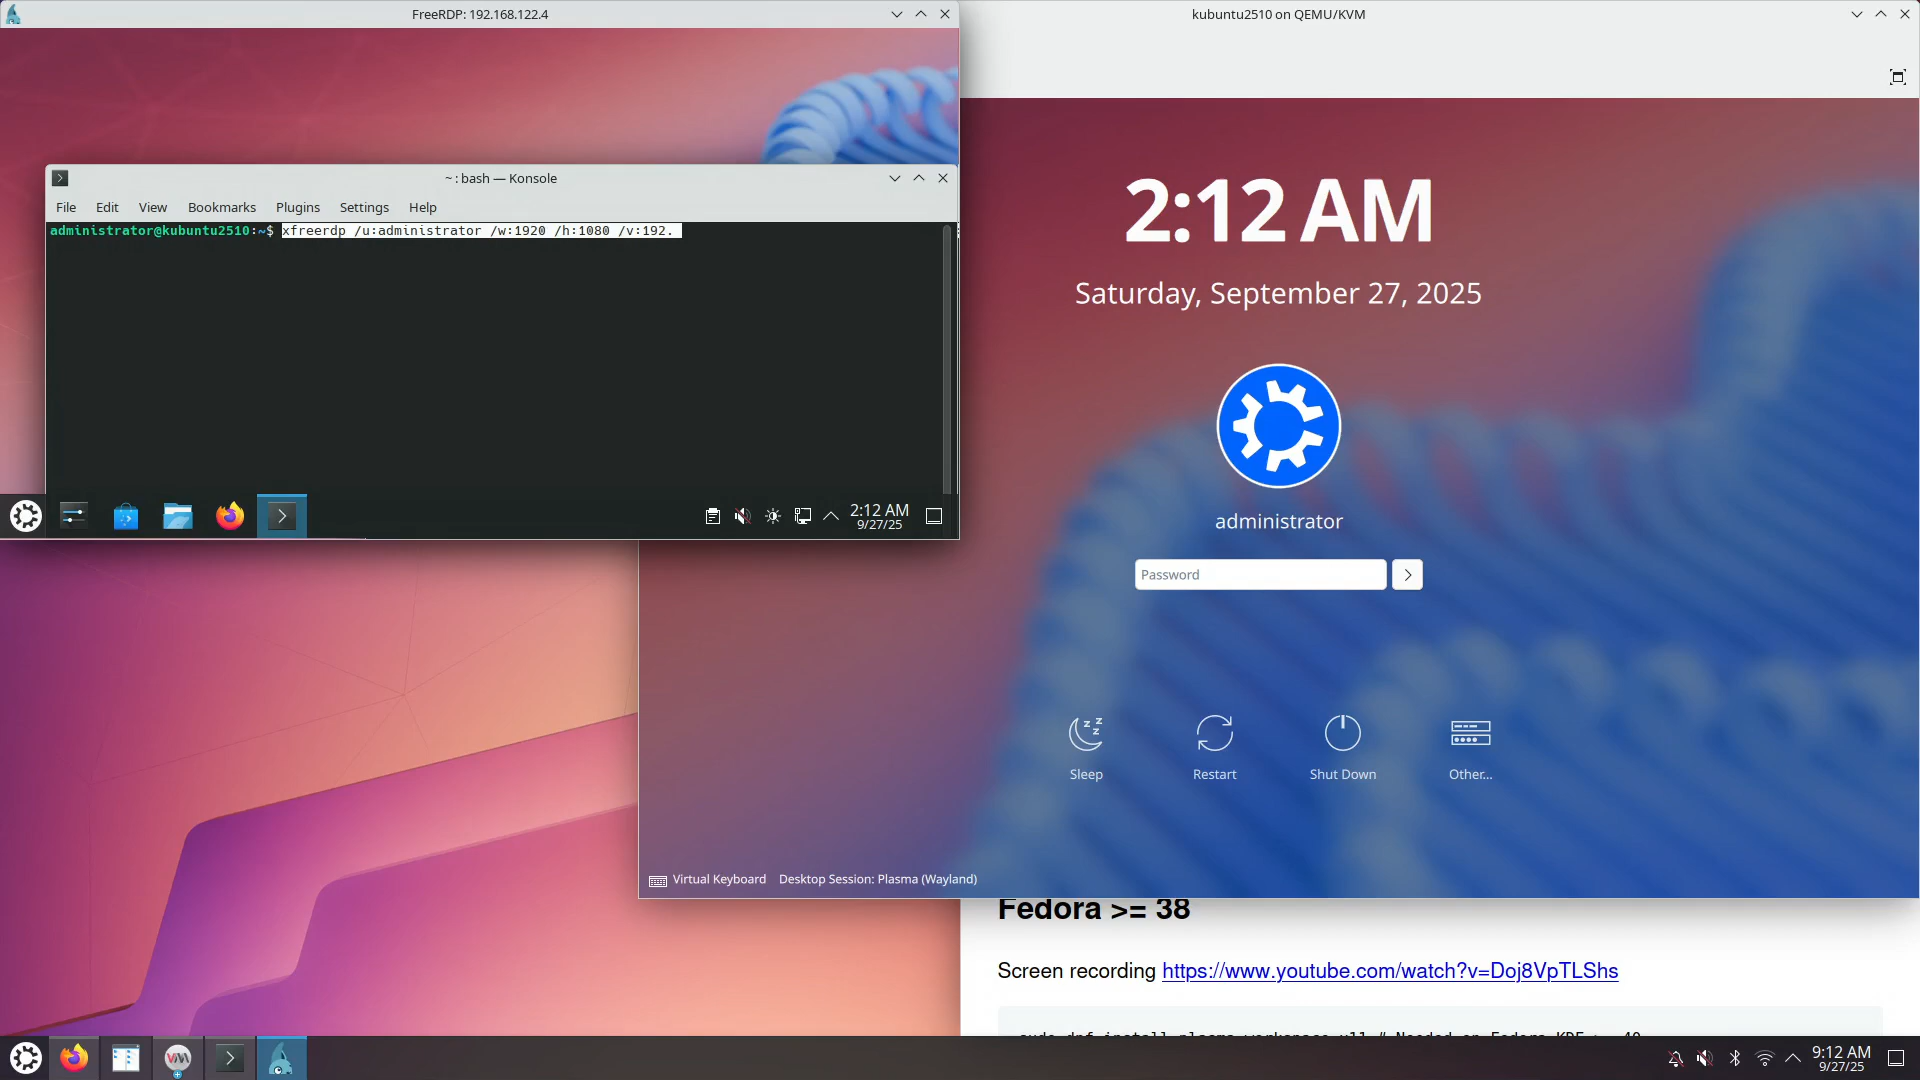 FreeRDP: 192.168.122.4
kubuntu2510 on QEMU/KVM
~ : bash — Konsole
File Edit View Bookmarks Plugins Settings Help
administrator@kubuntu2510:~$ xfreerdp /u:administrator /w:1920 /h:1080 /v:192.
2:12 AM
9/27/25
2:12 AM
Saturday, September 27, 2025
administrator
Password
Sleep
Restart
Shut Down
Other...
Virtual Keyboard
Desktop Session: Plasma (Wayland)
Fedora >= 38
Screen recording https://www.youtube.com/watch?v=Doj8VpTLShs
9:12 AM
9/27/25